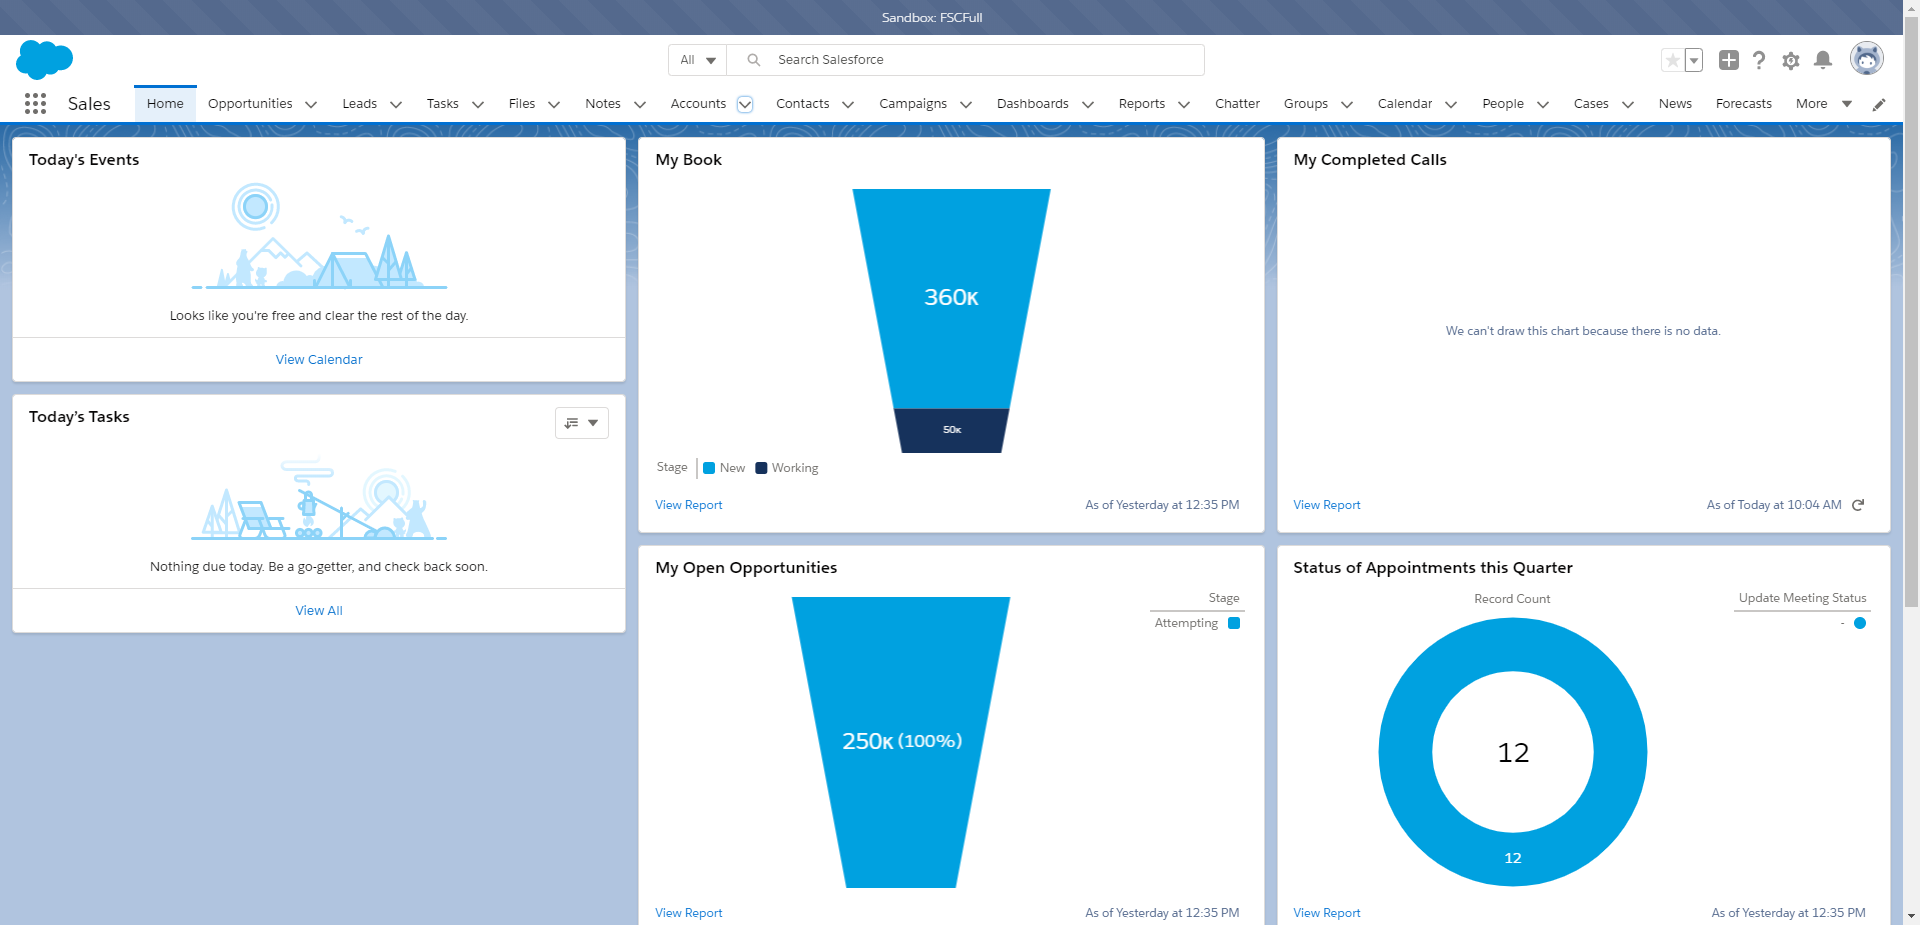 Sandbox: FSCFull
All
Search Salesforce
Sales
Home Opportunities Leads Tasks Files Notes Accounts Contacts Campaigns Dashboards Reports Chatter Groups Calendar People Cases News Forecasts More
Today's Events
Looks like you're free and clear the rest of the day.
View Calendar
Today’s Tasks
Nothing due today. Be a go-getter, and check back soon.
View All
My Book
360K
50K
Stage New Working
View Report As of Yesterday at 12:35 PM
My Completed Calls
We can't draw this chart because there is no data.
View Report As of Today at 10:04 AM
My Open Opportunities
Stage
Attempting
250K (100%)
View Report As of Yesterday at 12:35 PM
Status of Appointments this Quarter
Record Count
Update Meeting Status
-
12
12
View Report As of Yesterday at 12:35 PM